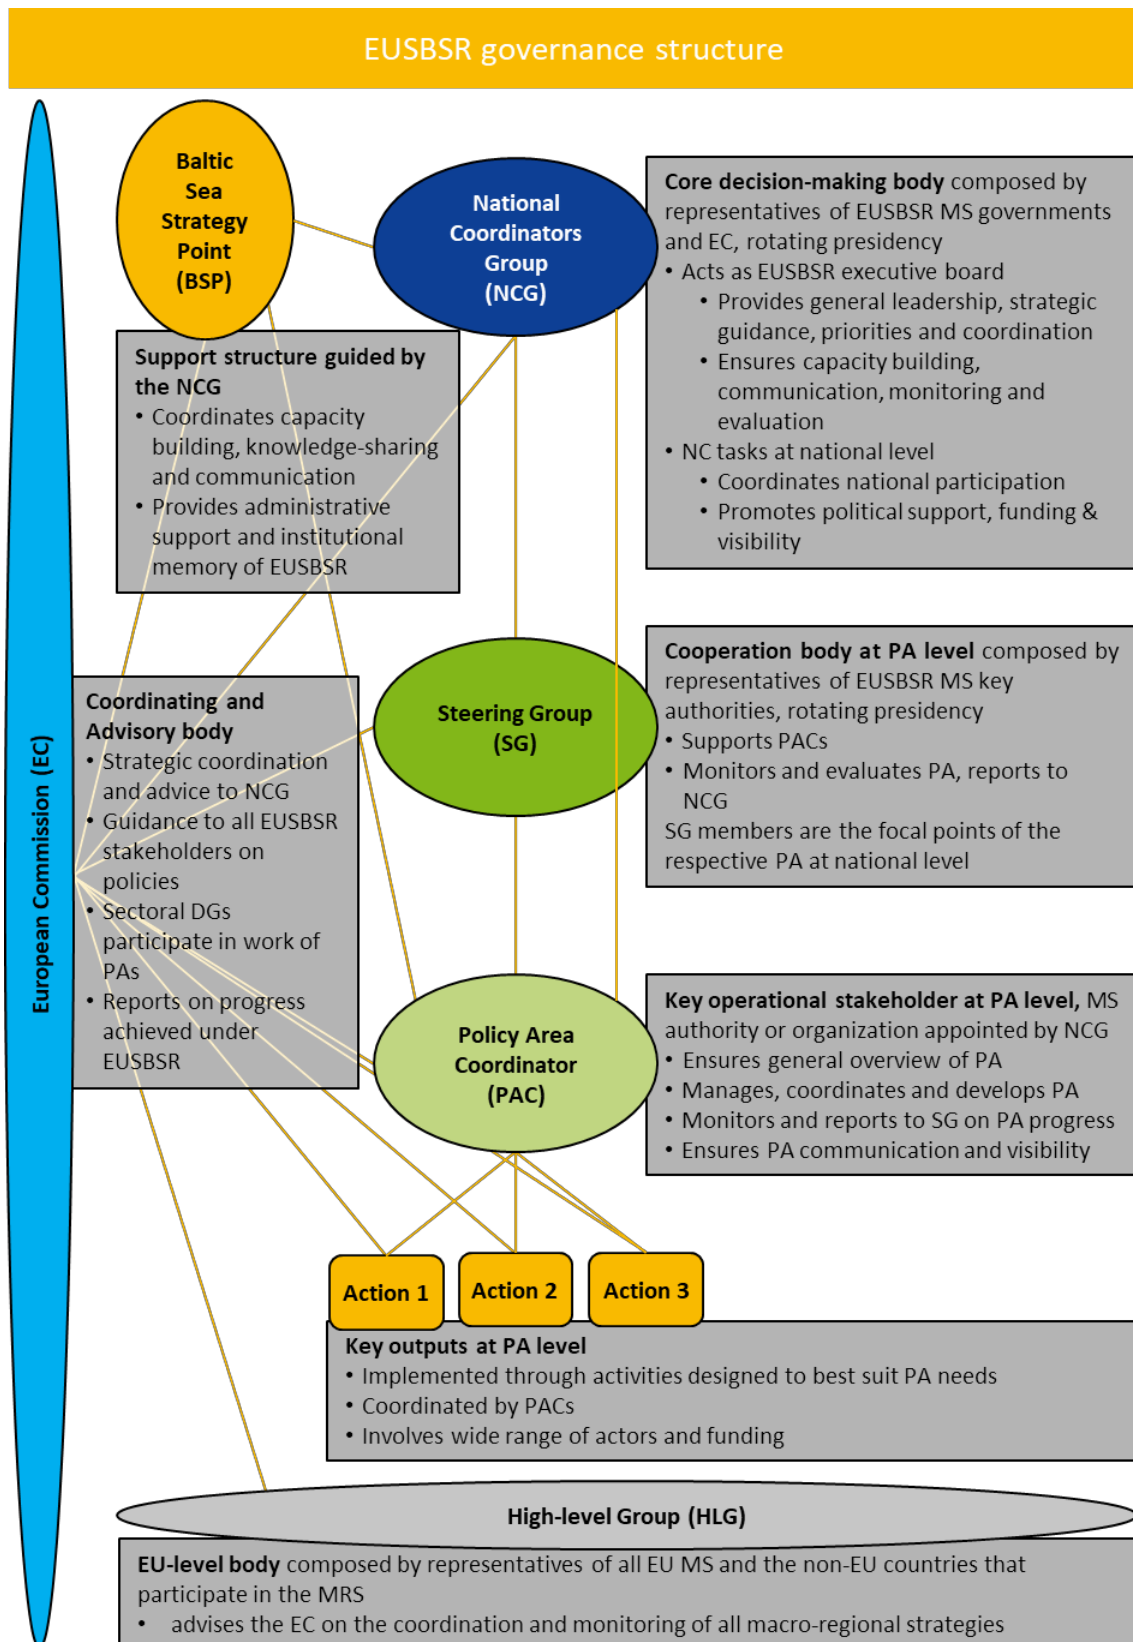 EUSBSR governance structure
European Commission (EC)
Baltic
Sea
Strategy
Point
(BSP)
National
Coordinators
Group
(NCG)
Core decision-making body composed by
representatives of EUSBSR MS governments
and EC, rotating presidency
• Acts as EUSBSR executive board
• Provides general leadership, strategic
guidance, priorities and coordination
• Ensures capacity building,
communication, monitoring and
evaluation
• NC tasks at national level
• Coordinates national participation
• Promotes political support, funding &
visibility
Support structure guided by
the NCG
• Coordinates capacity
building, knowledge-sharing
and communication
• Provides administrative
support and institutional
memory of EUSBSR
Steering Group
(SG)
Cooperation body at PA level composed by
representatives of EUSBSR MS key
authorities, rotating presidency
• Supports PACs
• Monitors and evaluates PA, reports to
NCG
SG members are the focal points of the
respective PA at national level
Coordinating and
Advisory body
• Strategic coordination
and advice to NCG
• Guidance to all EUSBSR
stakeholders on
policies
• Sectoral DGs
participate in work of
PAs
• Reports on progress
achieved under
EUSBSR
Policy Area
Coordinator
(PAC)
Key operational stakeholder at PA level, MS
authority or organization appointed by NCG
• Ensures general overview of PA
• Manages, coordinates and develops PA
• Monitors and reports to SG on PA progress
• Ensures PA communication and visibility
Action 1
Action 2
Action 3
Key outputs at PA level
• Implemented through activities designed to best suit PA needs
• Coordinated by PACs
• Involves wide range of actors and funding
High-level Group (HLG)
EU-level body composed by representatives of all EU MS and the non-EU countries that
participate in the MRS
• advises the EC on the coordination and monitoring of all macro-regional strategies